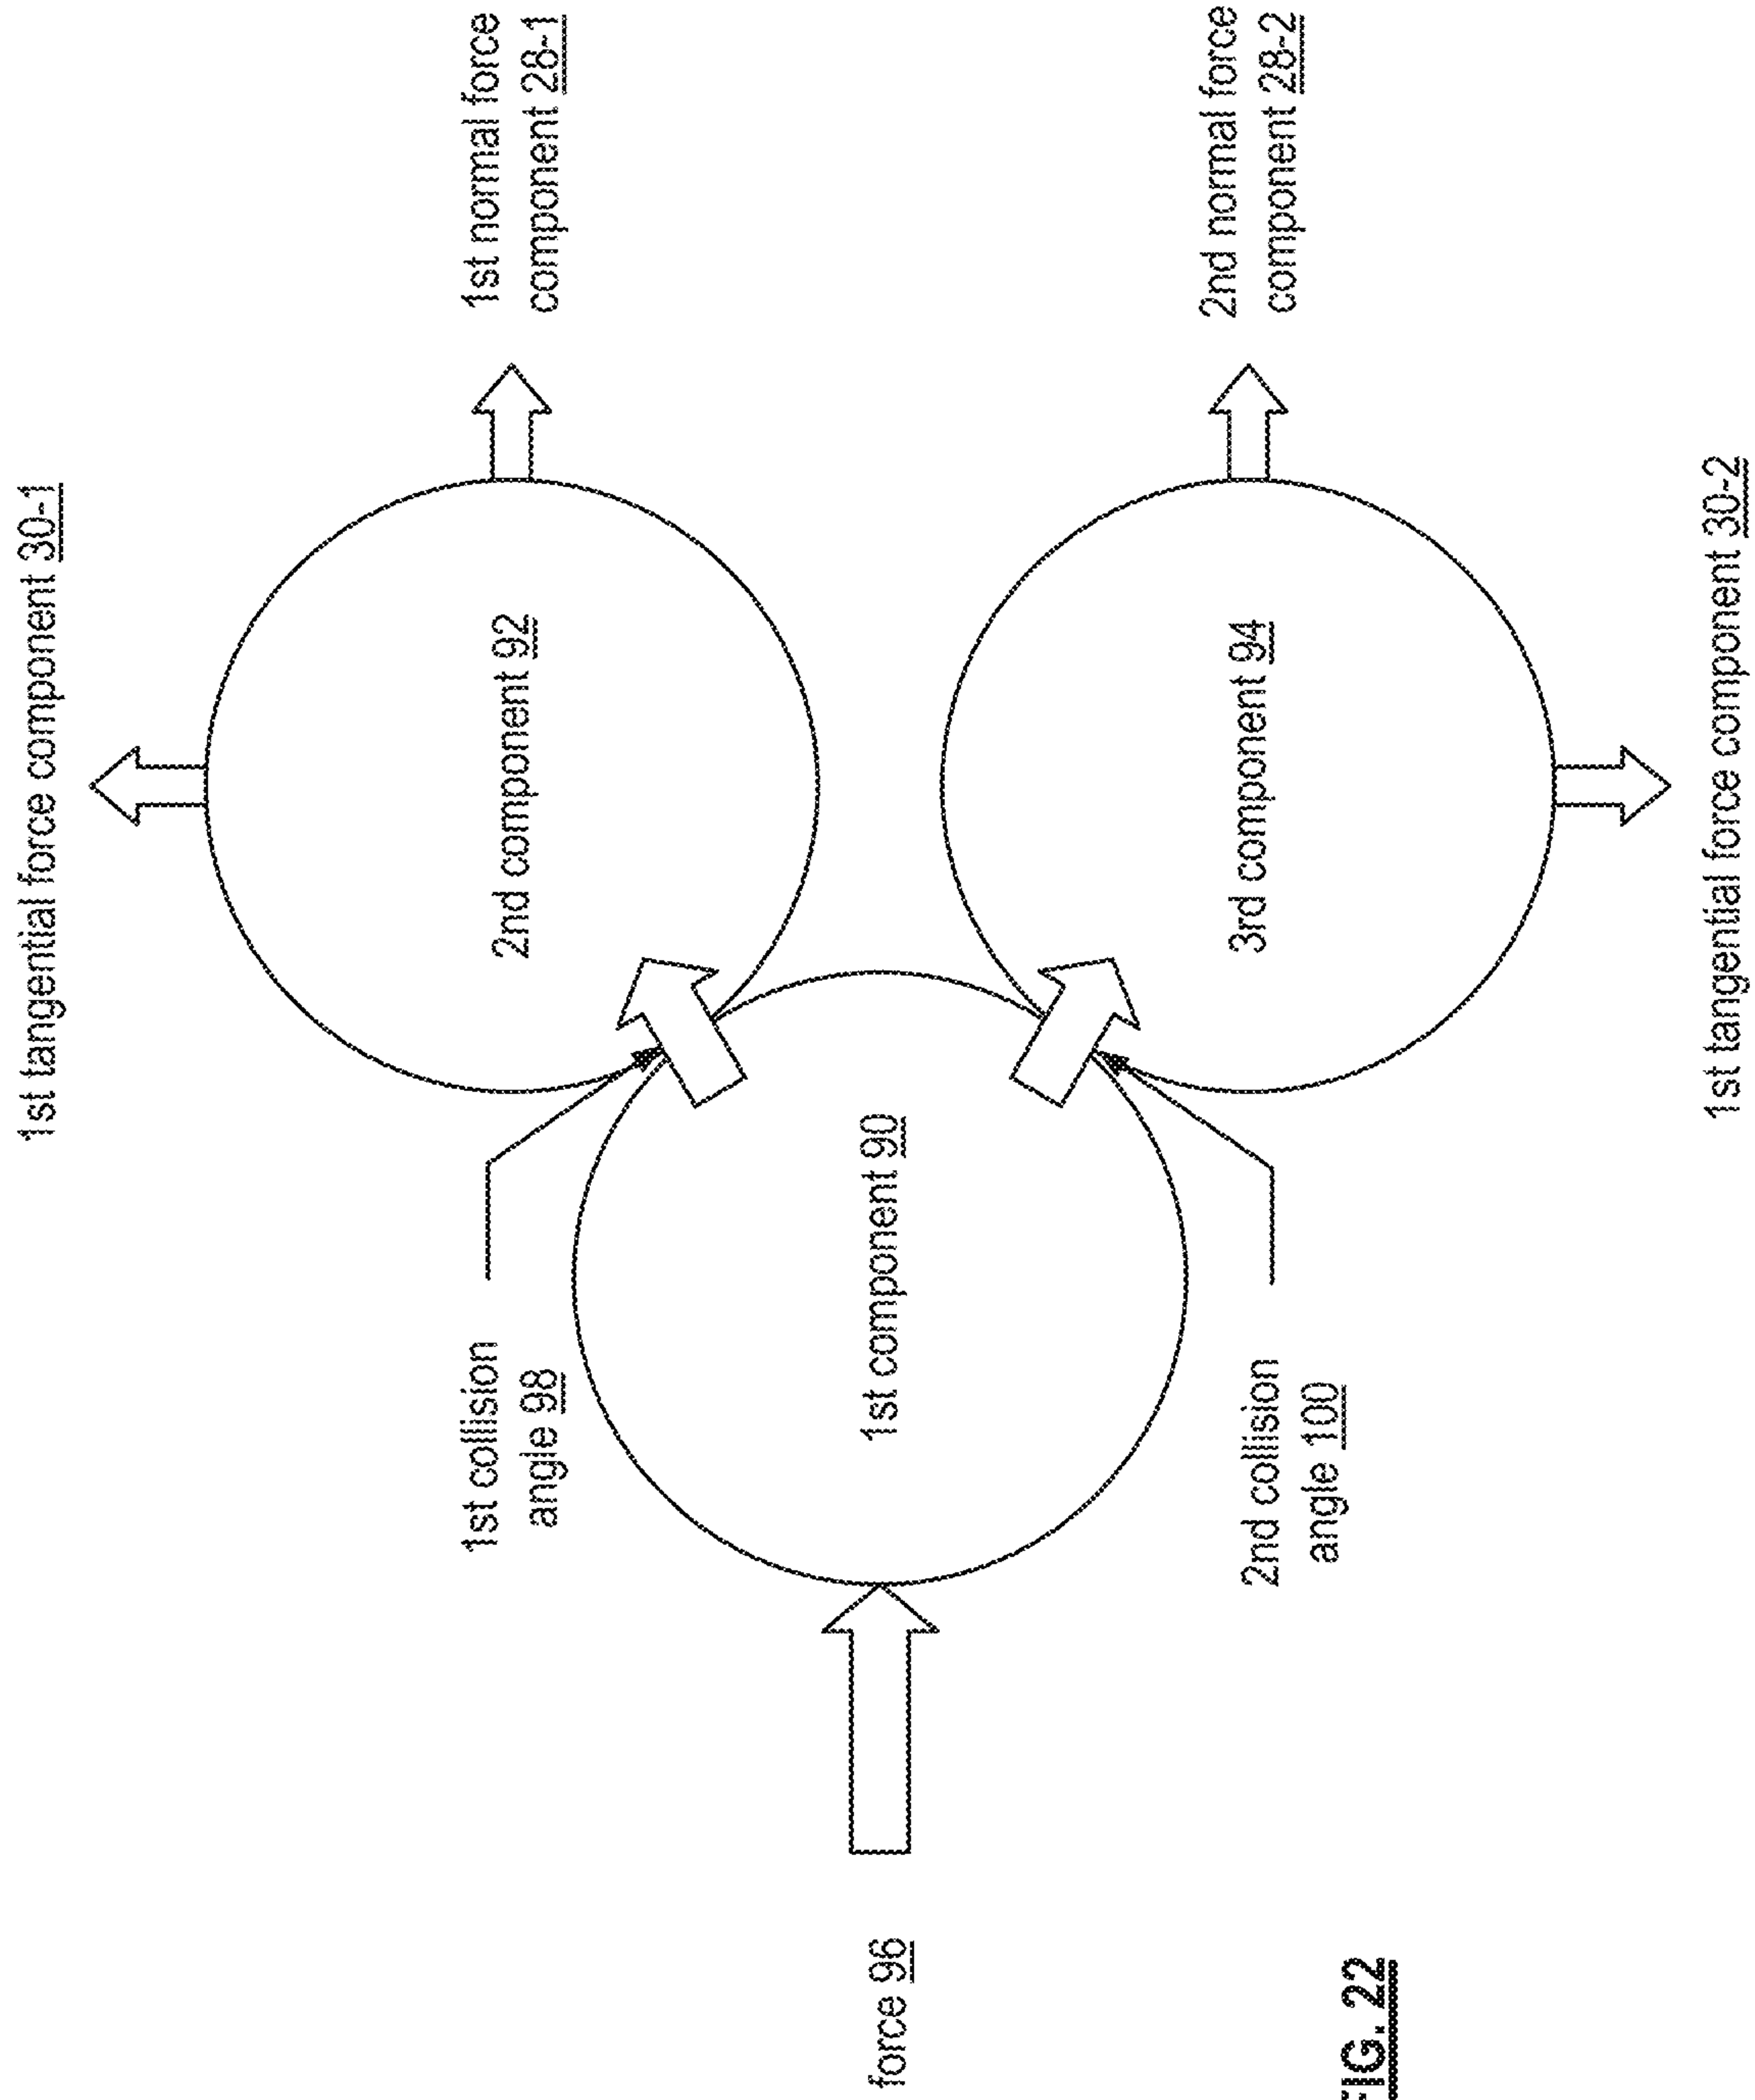 1st tangential force component 30-1
1st normal force
component 28-1
2nd component 92
1st collision
angle 98
force 96
1st component 90
2nd collision
angle 100
3rd component 94
2nd normal force
component 28-2
1st tangential force component 30-2
FIG. 22